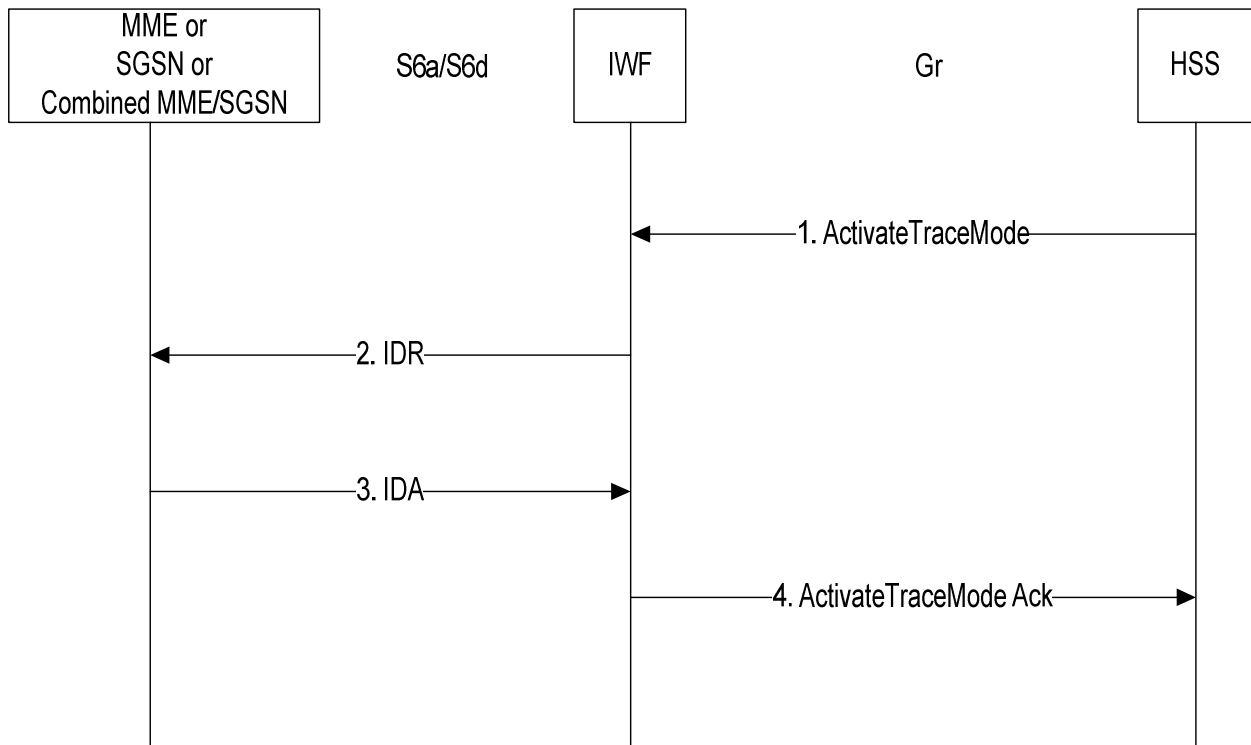 MME or
SGSN or
Combined MME/SGSN
S6a/S6d
IWF
Gr
HSS
1. ActivateTraceMode
2. IDR
3. IDA
4. ActivateTraceMode Ack